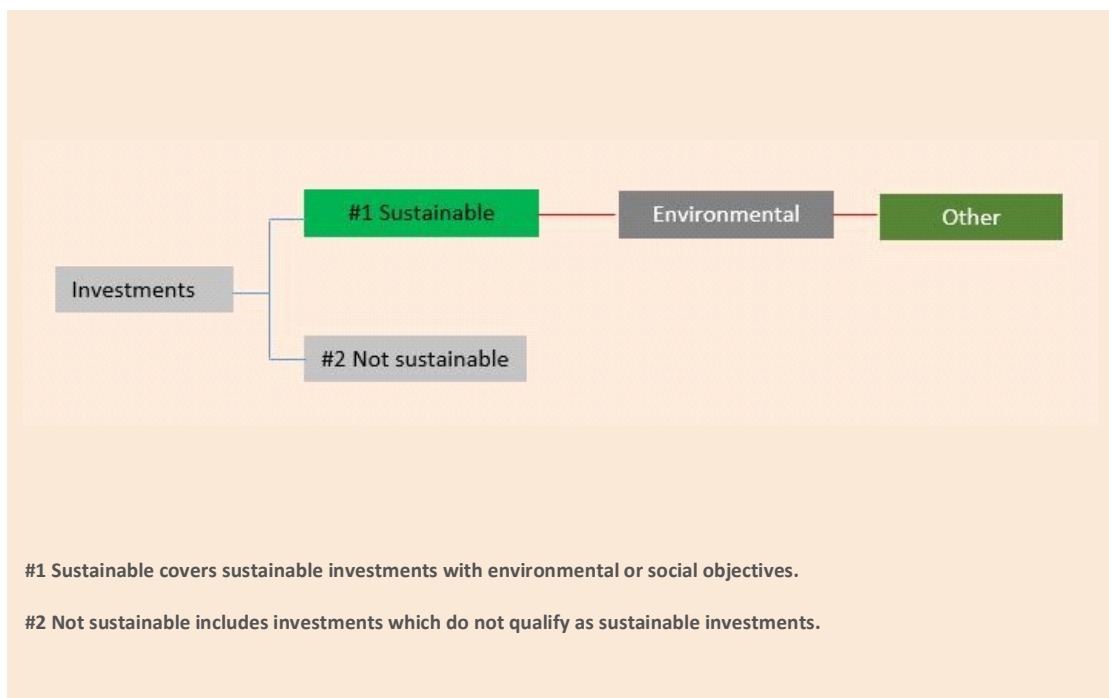 #1 Sustainable
Environmental
Other
Investments
#2 Not sustainable
#1 Sustainable covers sustainable investments with environmental or social objectives.
#2 Not sustainable includes investments which do not qualify as sustainable investments.